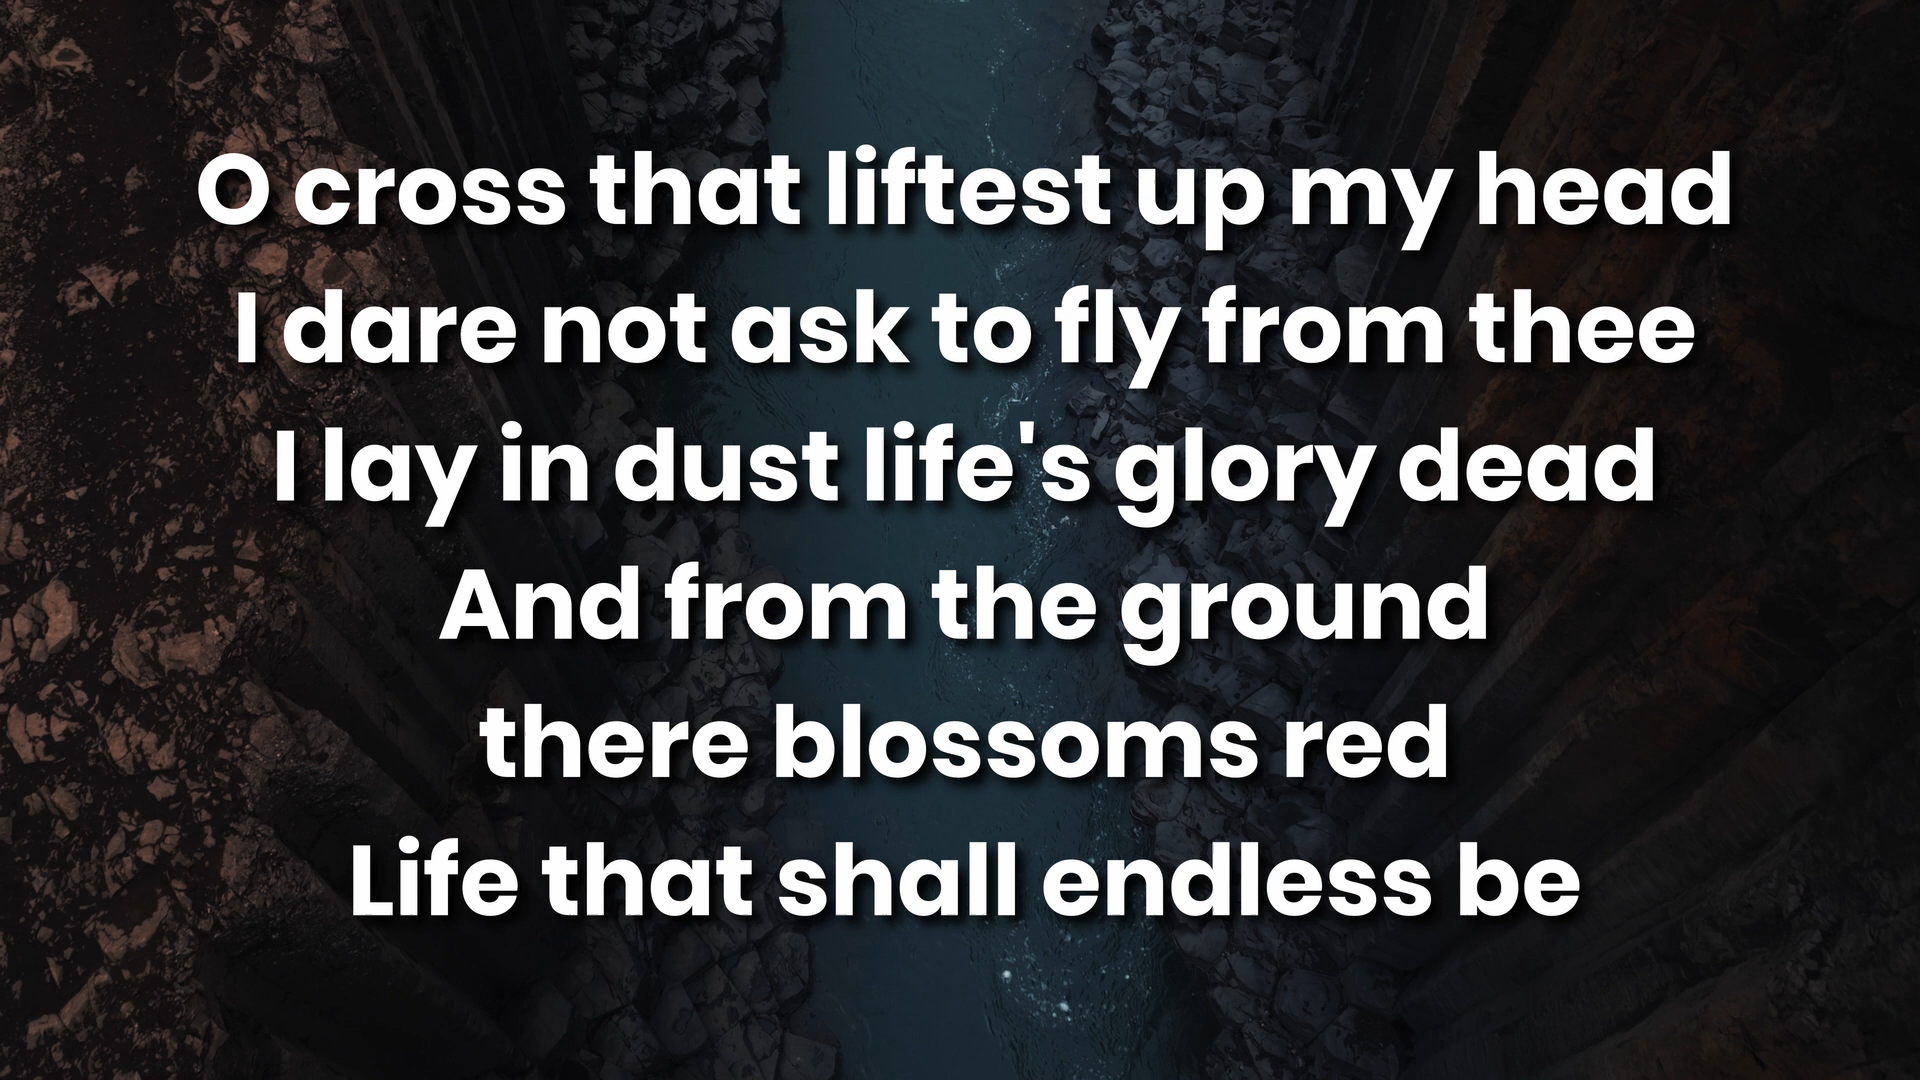 O cross that liftest up my head
I dare not ask to fly from thee
I lay in dust life's glory dead
And from the ground
there blossoms red
Life that shall endless be